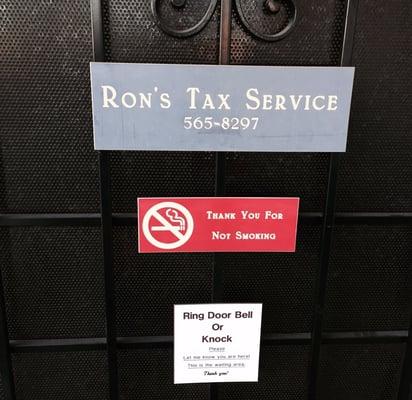 Ron's Tax Service
565-8297
Thank You For
Not Smoking
Ring Door Bell
Or
Knock
Please
Let me know you are here!
This is the waiting area.
Thank you!